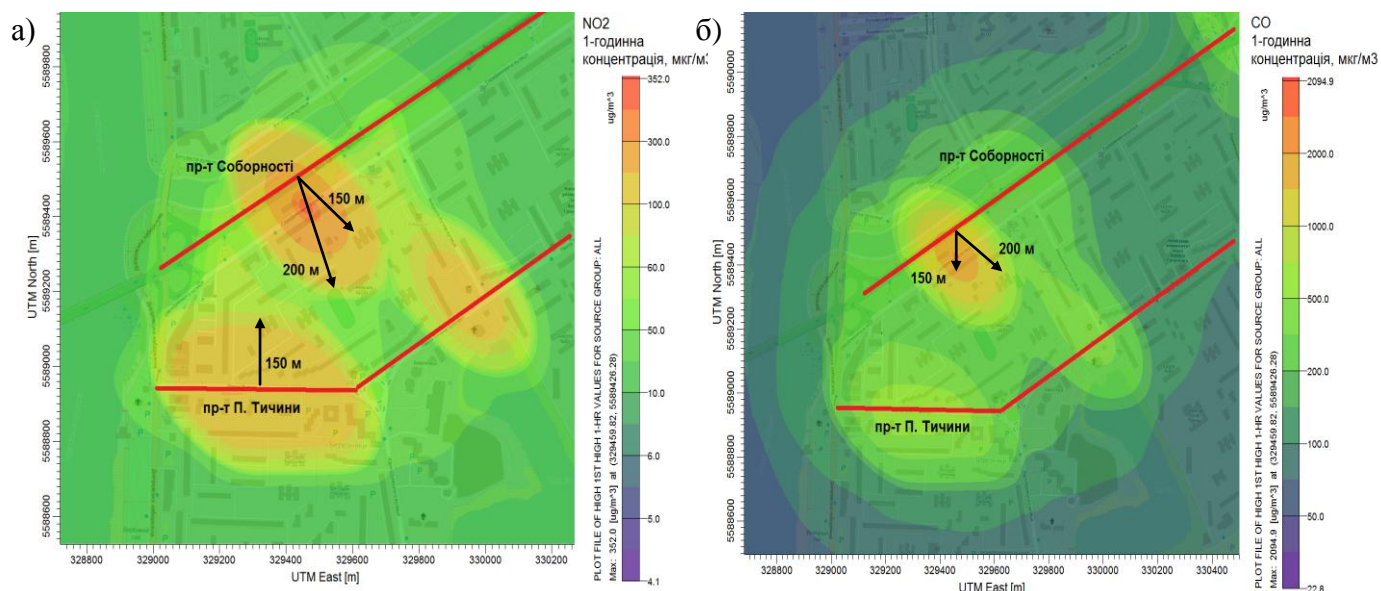 а)
NO2
1-годинна
концентрація, мкг/м3
ug/m^3
352.0
300.0
100.0
60.0
50.0
10.0
6.0
5.0
4.1
PLOT FILE OF HIGH 1ST HIGH 1-HR VALUES FOR SOURCE GROUP: ALL
Max: 352.0 [ug/m^3] at (329459.82, 5589426.28)
UTM North [m]
5589800
5589600
5589400
5589200
5589000
5588800
5588600
пр-т Соборності
150 м
200 м
150 м
пр-т П. Тичини
328800
329000
329200
329400
329600
329800
330000
330200
UTM East [m]
б)
CO
1-годинна
концентрація, мкг/м3
ug/m^3
2094.9
2000.0
1000.0
500.0
200.0
100.0
50.0
22.8
PLOT FILE OF HIGH 1ST HIGH 1-HR VALUES FOR SOURCE GROUP: ALL
Max: 2094.9 [ug/m^3] at (329459.82, 5589426.28)
UTM North [m]
5590000
5589800
5589600
5589400
5589200
5589000
5588800
5588600
пр-т Соборності
200 м
150 м
пр-т П. Тичини
328800
329000
329200
329400
329600
329800
330000
330200
330400
UTM East [m]